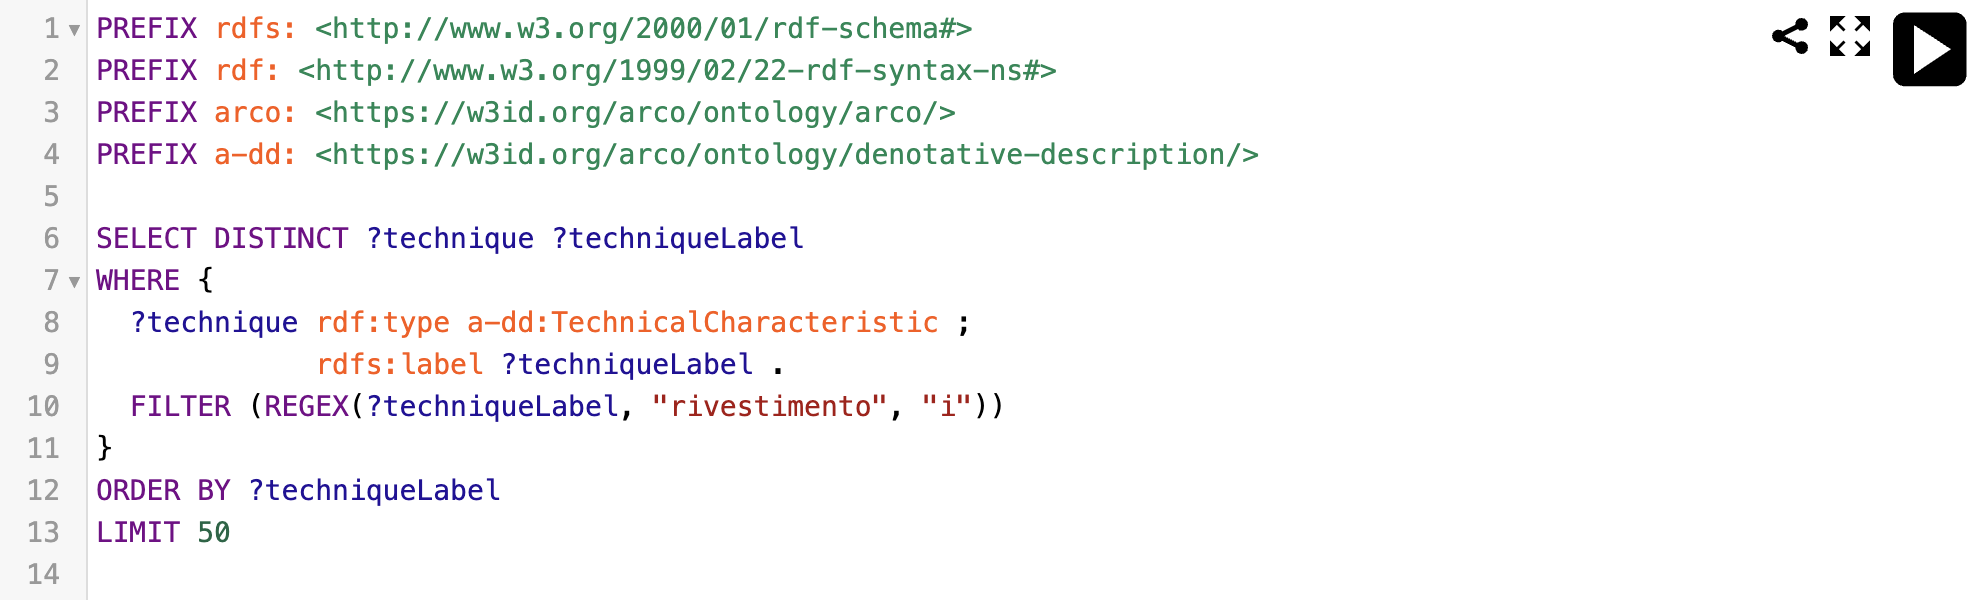 1 PREFIX rdfs: <http://www.w3.org/2000/01/rdf-schema#>
2 PREFIX rdf: <http://www.w3.org/1999/02/22-rdf-syntax-ns#>
3 PREFIX arco: <https://w3id.org/arco/ontology/arco/>
4 PREFIX a-dd: <https://w3id.org/arco/ontology/denotative-description/>
5
6 SELECT DISTINCT ?technique ?techniqueLabel
7 WHERE {
8   ?technique rdf:type a-dd:TechnicalCharacteristic ;
9              rdfs:label ?techniqueLabel .
10   FILTER (REGEX(?techniqueLabel, "rivestimento", "i"))
11 }
12 ORDER BY ?techniqueLabel
13 LIMIT 50
14